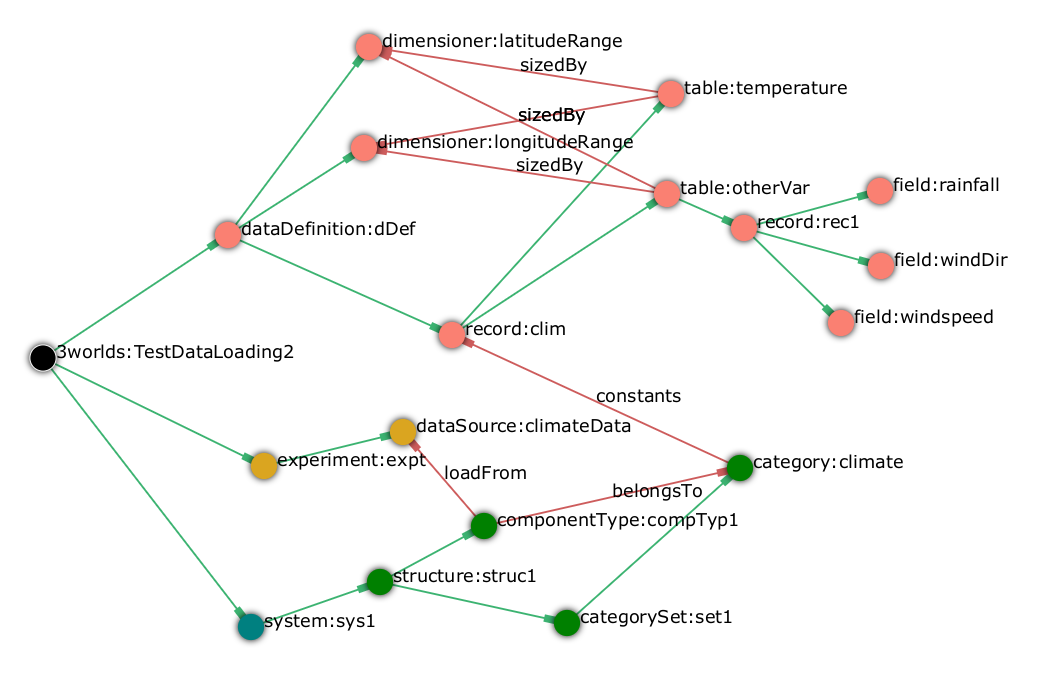 dimensioner:latitudeRange
sizedBy
table:temperature
sizedBy
dimensioner:longitudeRange
sizedBy
table:otherVar
field:rainfall
record:rec1
dataDefinition:dDef
field:windDir
field:windspeed
record:clim
3worlds:TestDataLoading2
constants
dataSource:climateData
experiment:expt
category:climate
loadFrom
belongsTo
componentType:compTyp1
structure:struc1
categorySet:set1
system:sys1